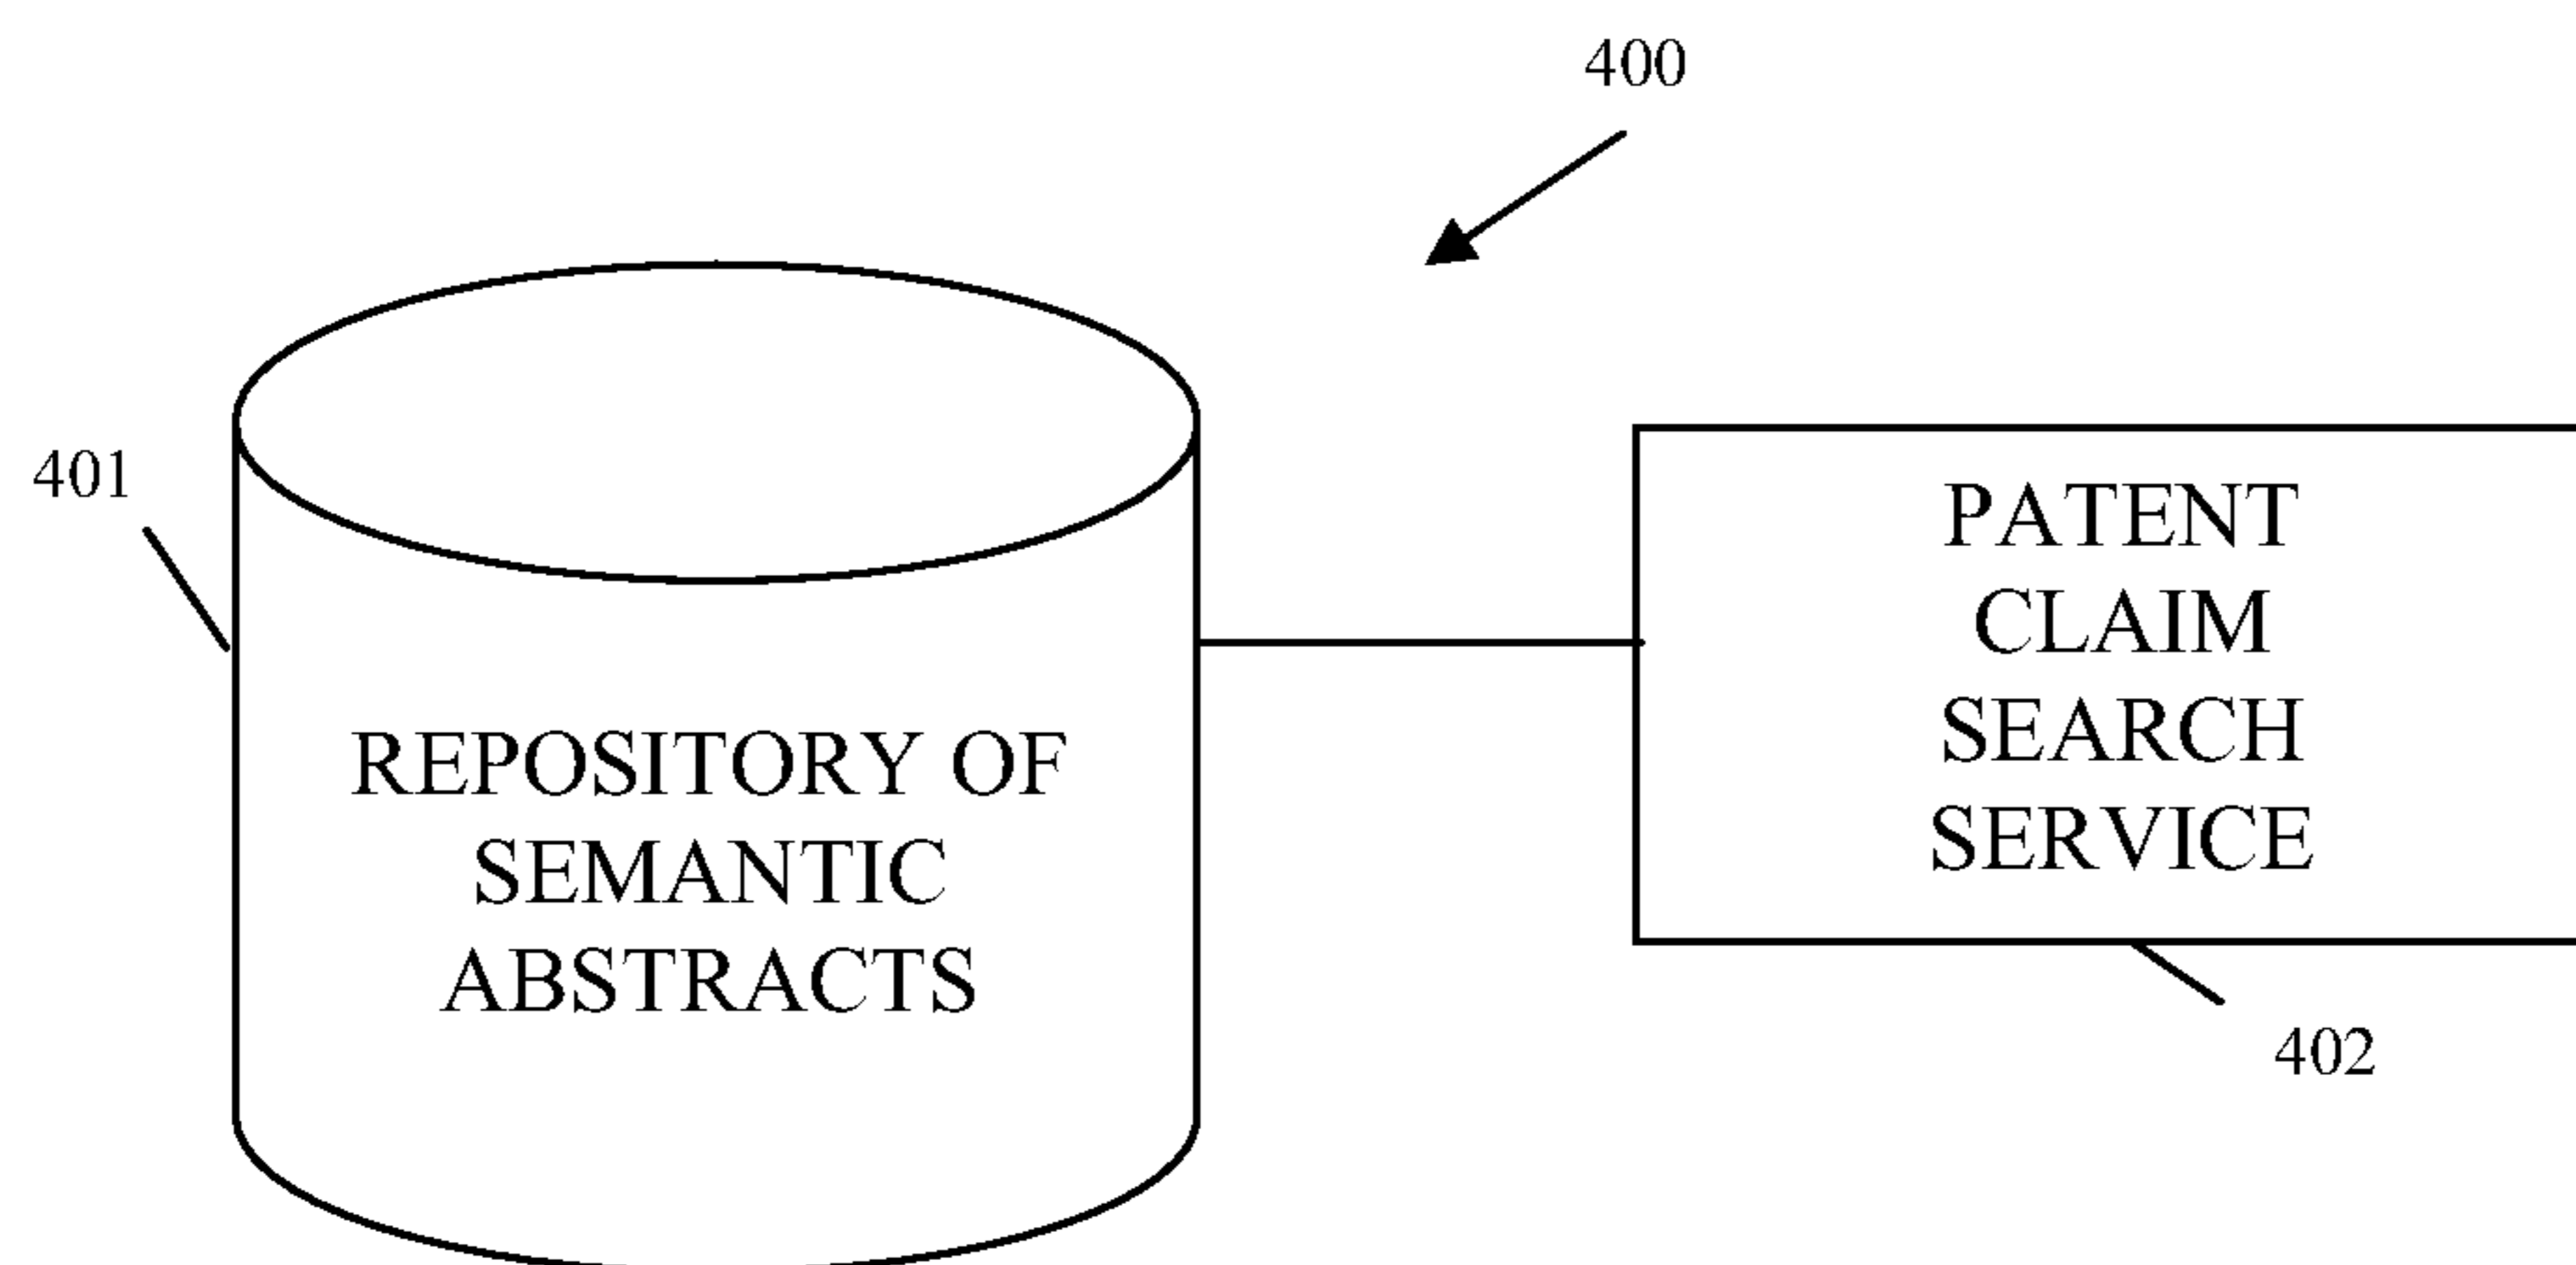 400
401
REPOSITORY OF
SEMANTIC
ABSTRACTS
PATENT
CLAIM
SEARCH
SERVICE
402